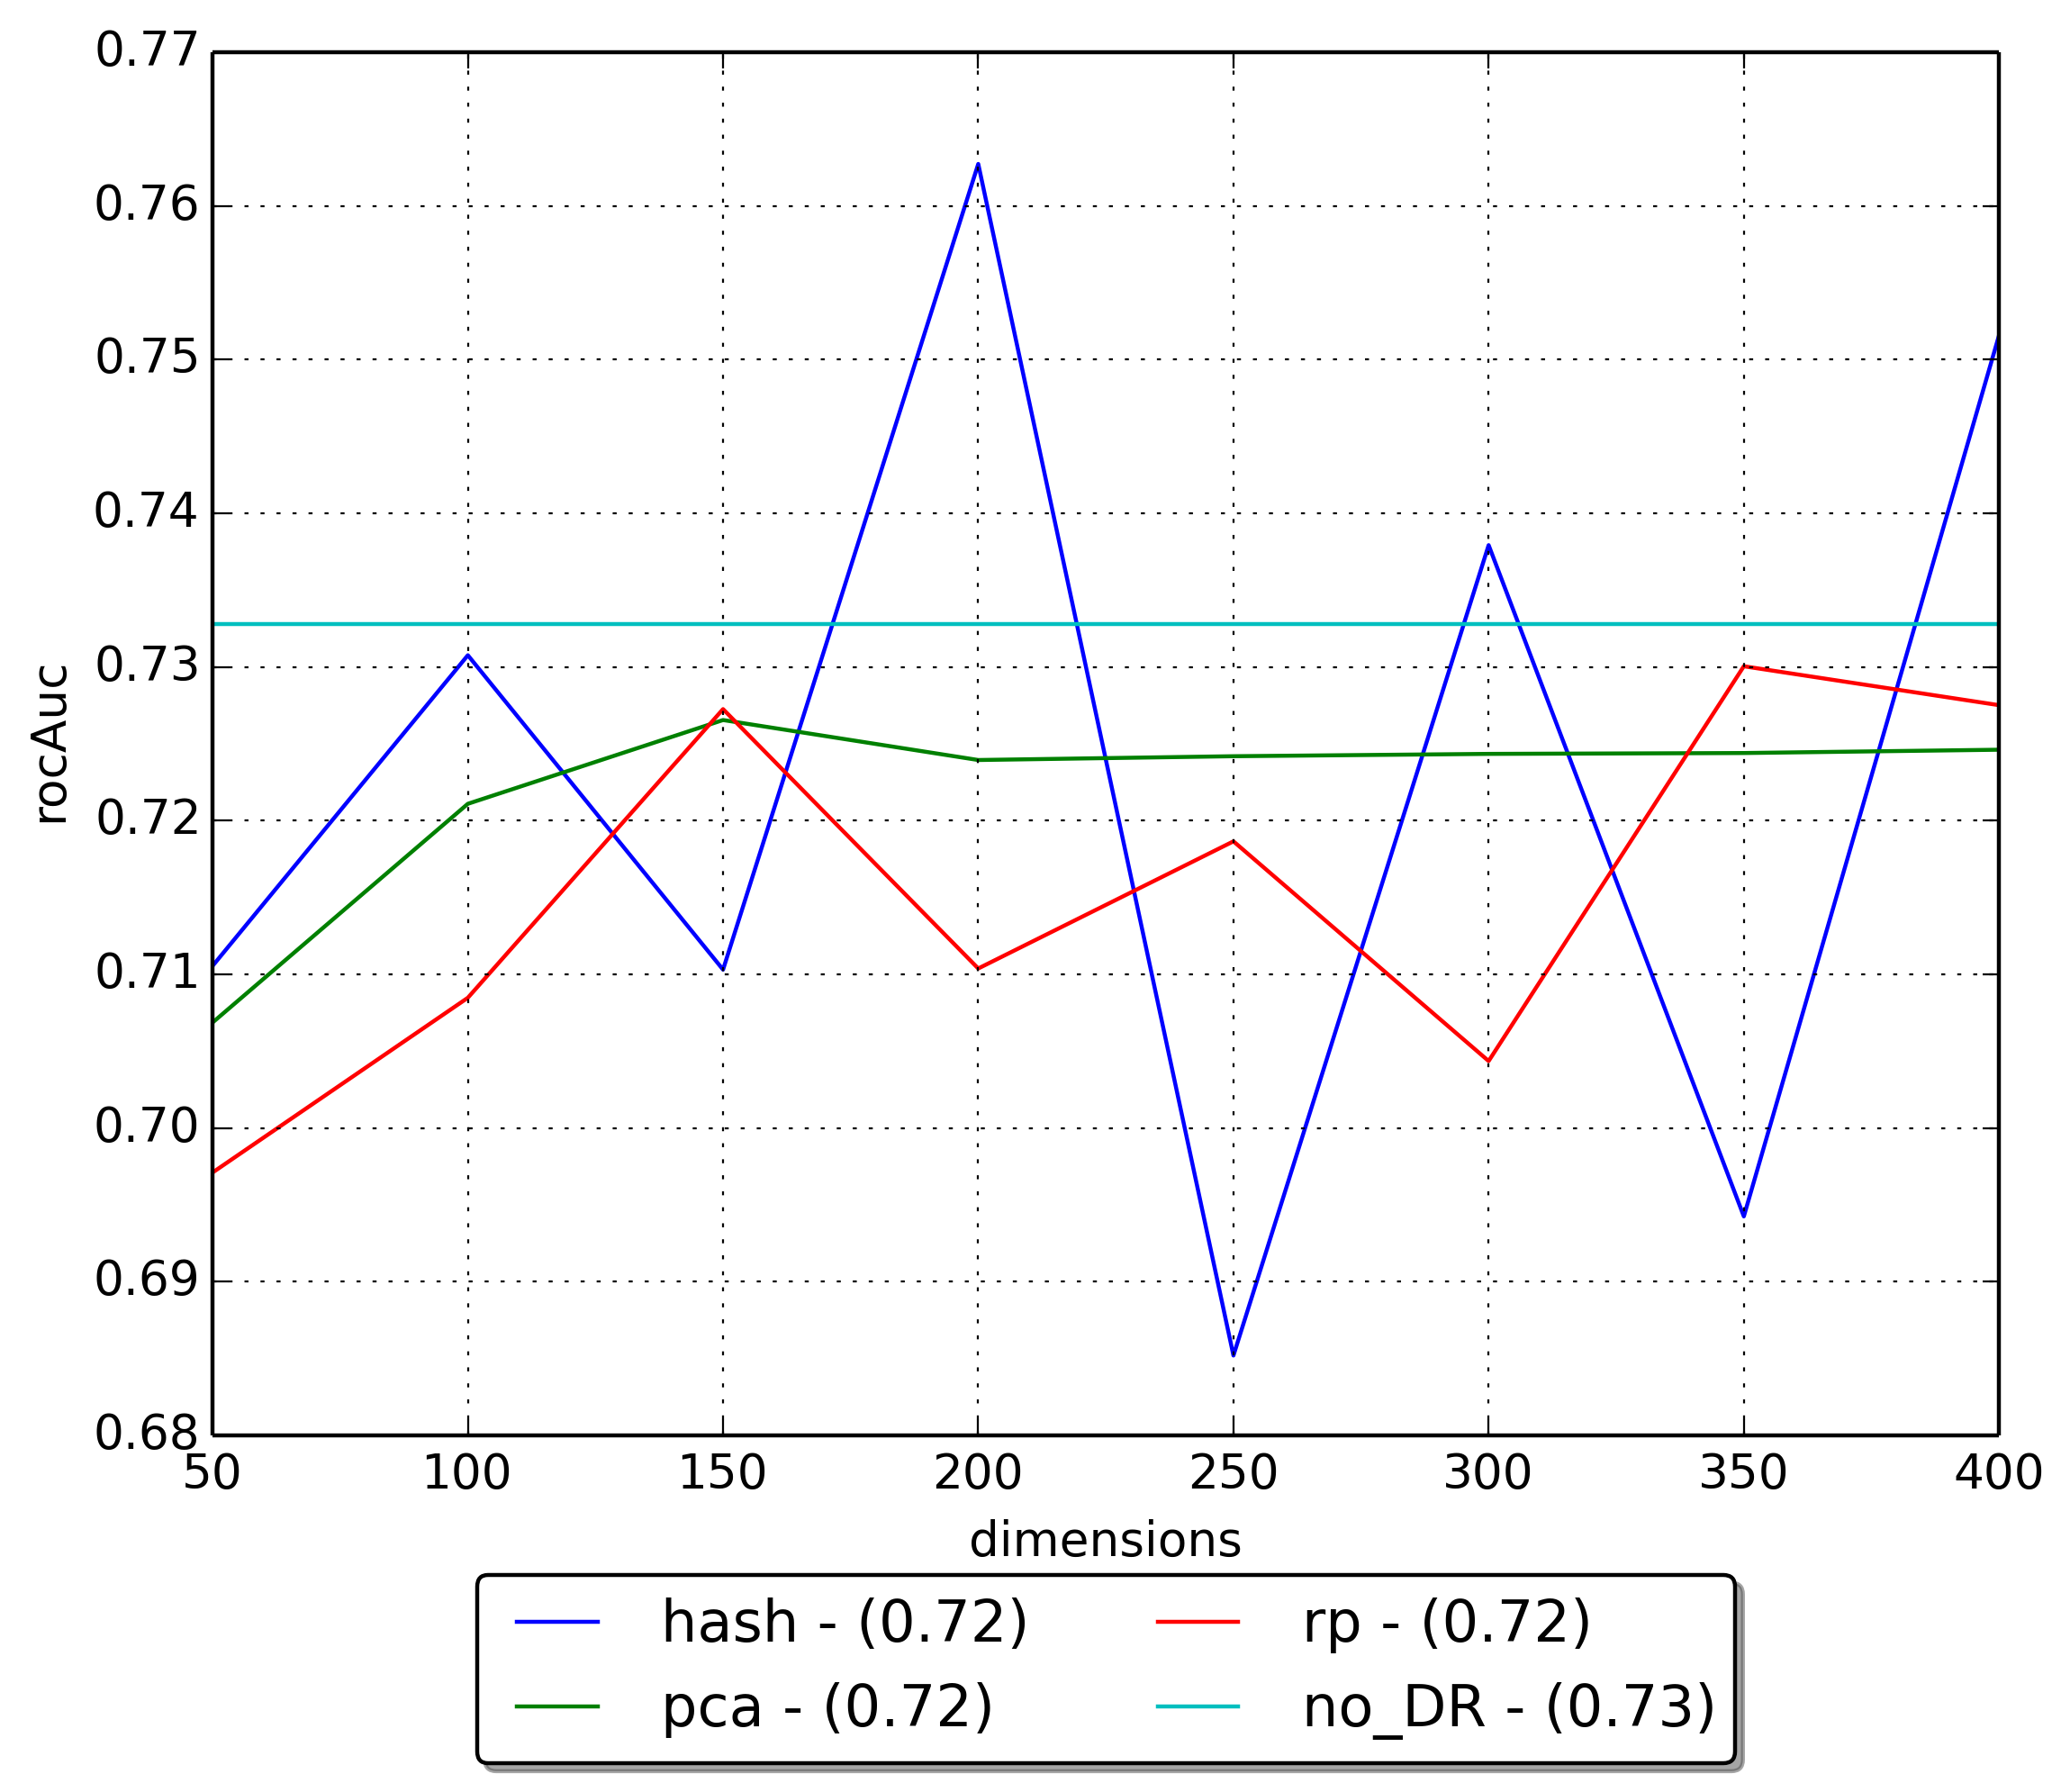 0.77
0.76
0.75
0.74
0.73
0.72
0.71
0.70
0.69
0.68
rocAuc
50 100 150 200 250 300 350 400
dimensions
hash - (0.72) rp - (0.72)
pca - (0.72) no_DR - (0.73)